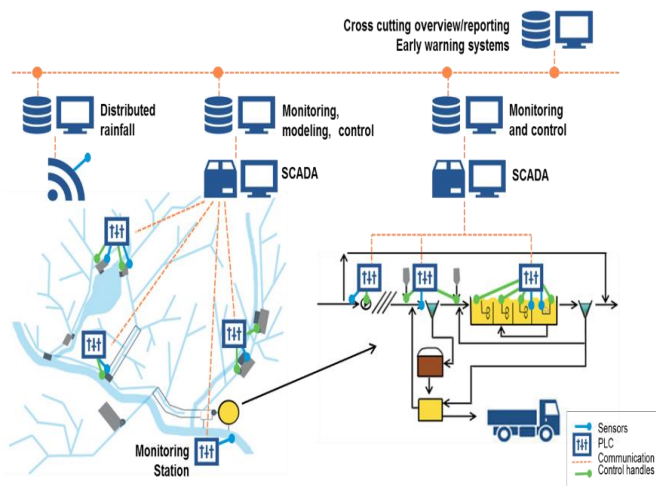 Cross cutting overview/reporting
Early warning systems
Distributed
rainfall
Monitoring,
modeling, control
Monitoring
and control
SCADA
SCADA
Monitoring
Station
Sensors
PLC
Communication
Control handles